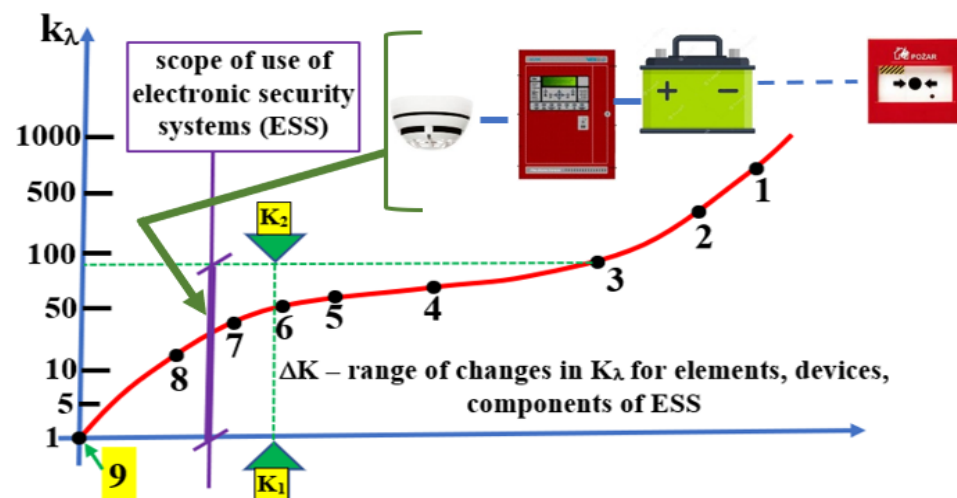 kλ
scope of use of
electronic security
systems (ESS)
+ −
POŽAR
1000
500
100
50
10
5
1
K₂
1
2
3
4
5
6
7
8
9
ΔK – range of changes in Kλ for elements, devices,
components of ESS
K₁